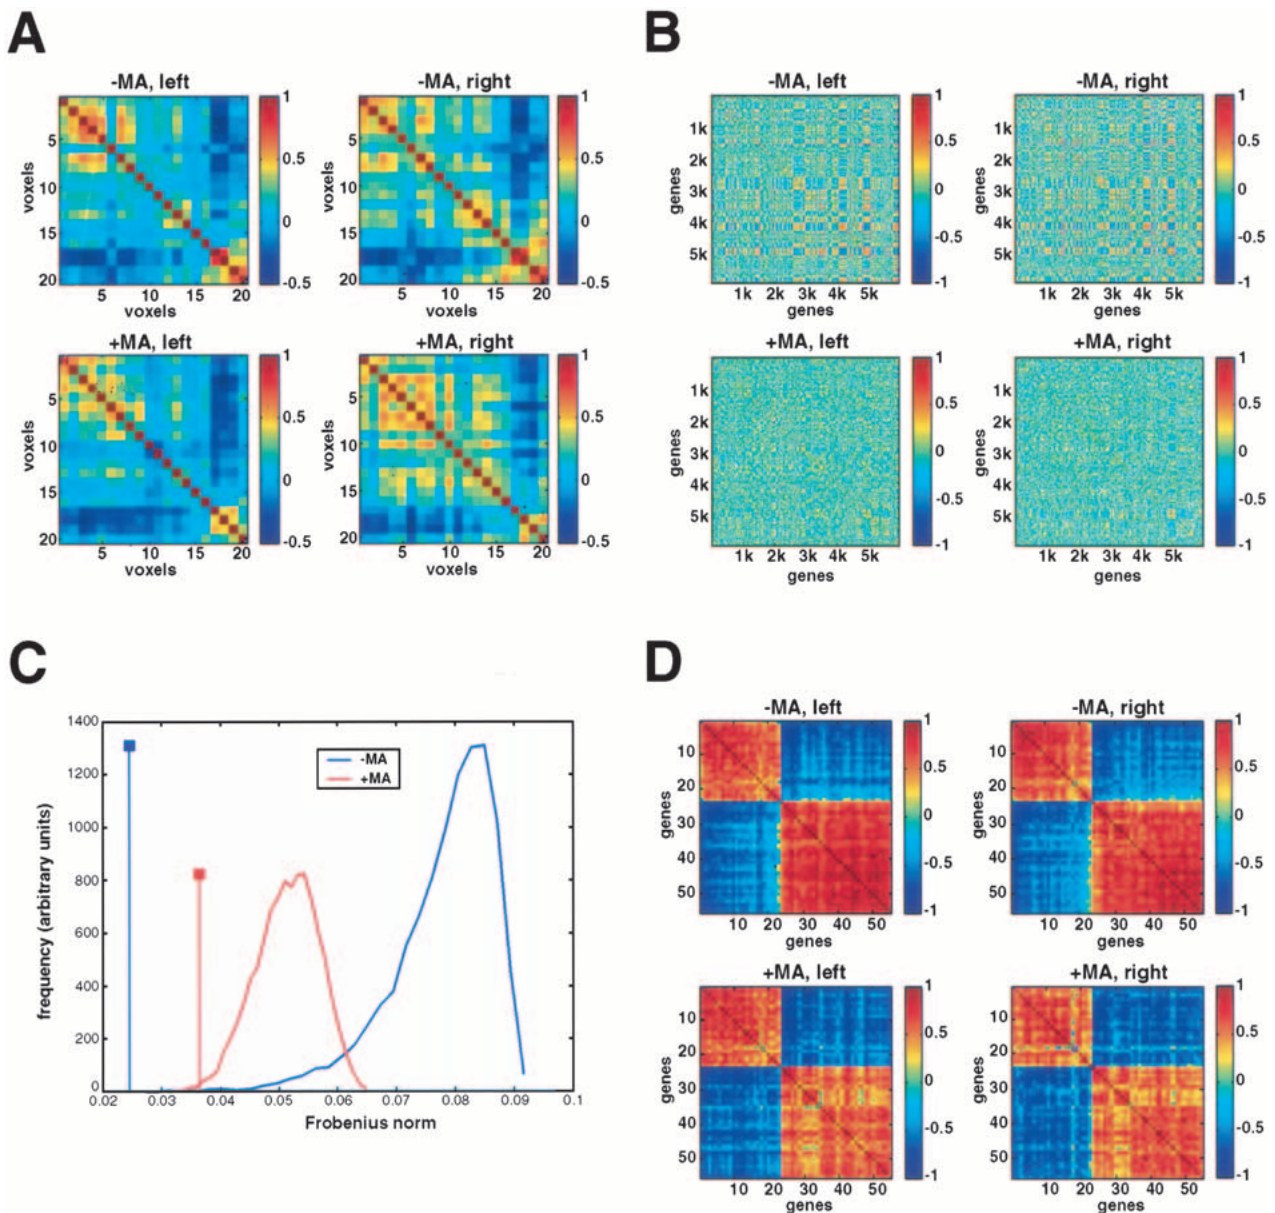 A
B
-MA, left
-MA, right
-MA, left
-MA, right
voxels
5
10
15
20
5 10 15 20
voxels
1
0.5
0
-0.5
voxels
5
10
15
20
5 10 15 20
voxels
1
0.5
0
-0.5
genes
1k
2k
3k
4k
5k
1k 2k 3k 4k 5k
genes
1
0.5
0
-0.5
-1
genes
1k
2k
3k
4k
5k
1k 2k 3k 4k 5k
genes
1
0.5
0
-0.5
-1
+MA, left
+MA, right
+MA, left
+MA, right
voxels
5
10
15
20
5 10 15 20
voxels
1
0.5
0
-0.5
voxels
5
10
15
20
5 10 15 20
voxels
1
0.5
0
-0.5
genes
1k
2k
3k
4k
5k
1k 2k 3k 4k 5k
genes
1
0.5
0
-0.5
-1
genes
1k
2k
3k
4k
5k
1k 2k 3k 4k 5k
genes
1
0.5
0
-0.5
-1
C
frequency (arbitrary units)
1400
1200
1000
800
600
400
200
0
-MA
+MA
0.02 0.03 0.04 0.05 0.06 0.07 0.08 0.09 0.1
Frobenius norm
D
-MA, left
-MA, right
genes
10
20
30
40
50
10 20 30 40 50
genes
1
0.5
0
-0.5
-1
genes
10
20
30
40
50
10 20 30 40 50
genes
1
0.5
0
-0.5
-1
+MA, left
+MA, right
genes
10
20
30
40
50
10 20 30 40 50
genes
1
0.5
0
-0.5
-1
genes
10
20
30
40
50
10 20 30 40 50
genes
1
0.5
0
-0.5
-1